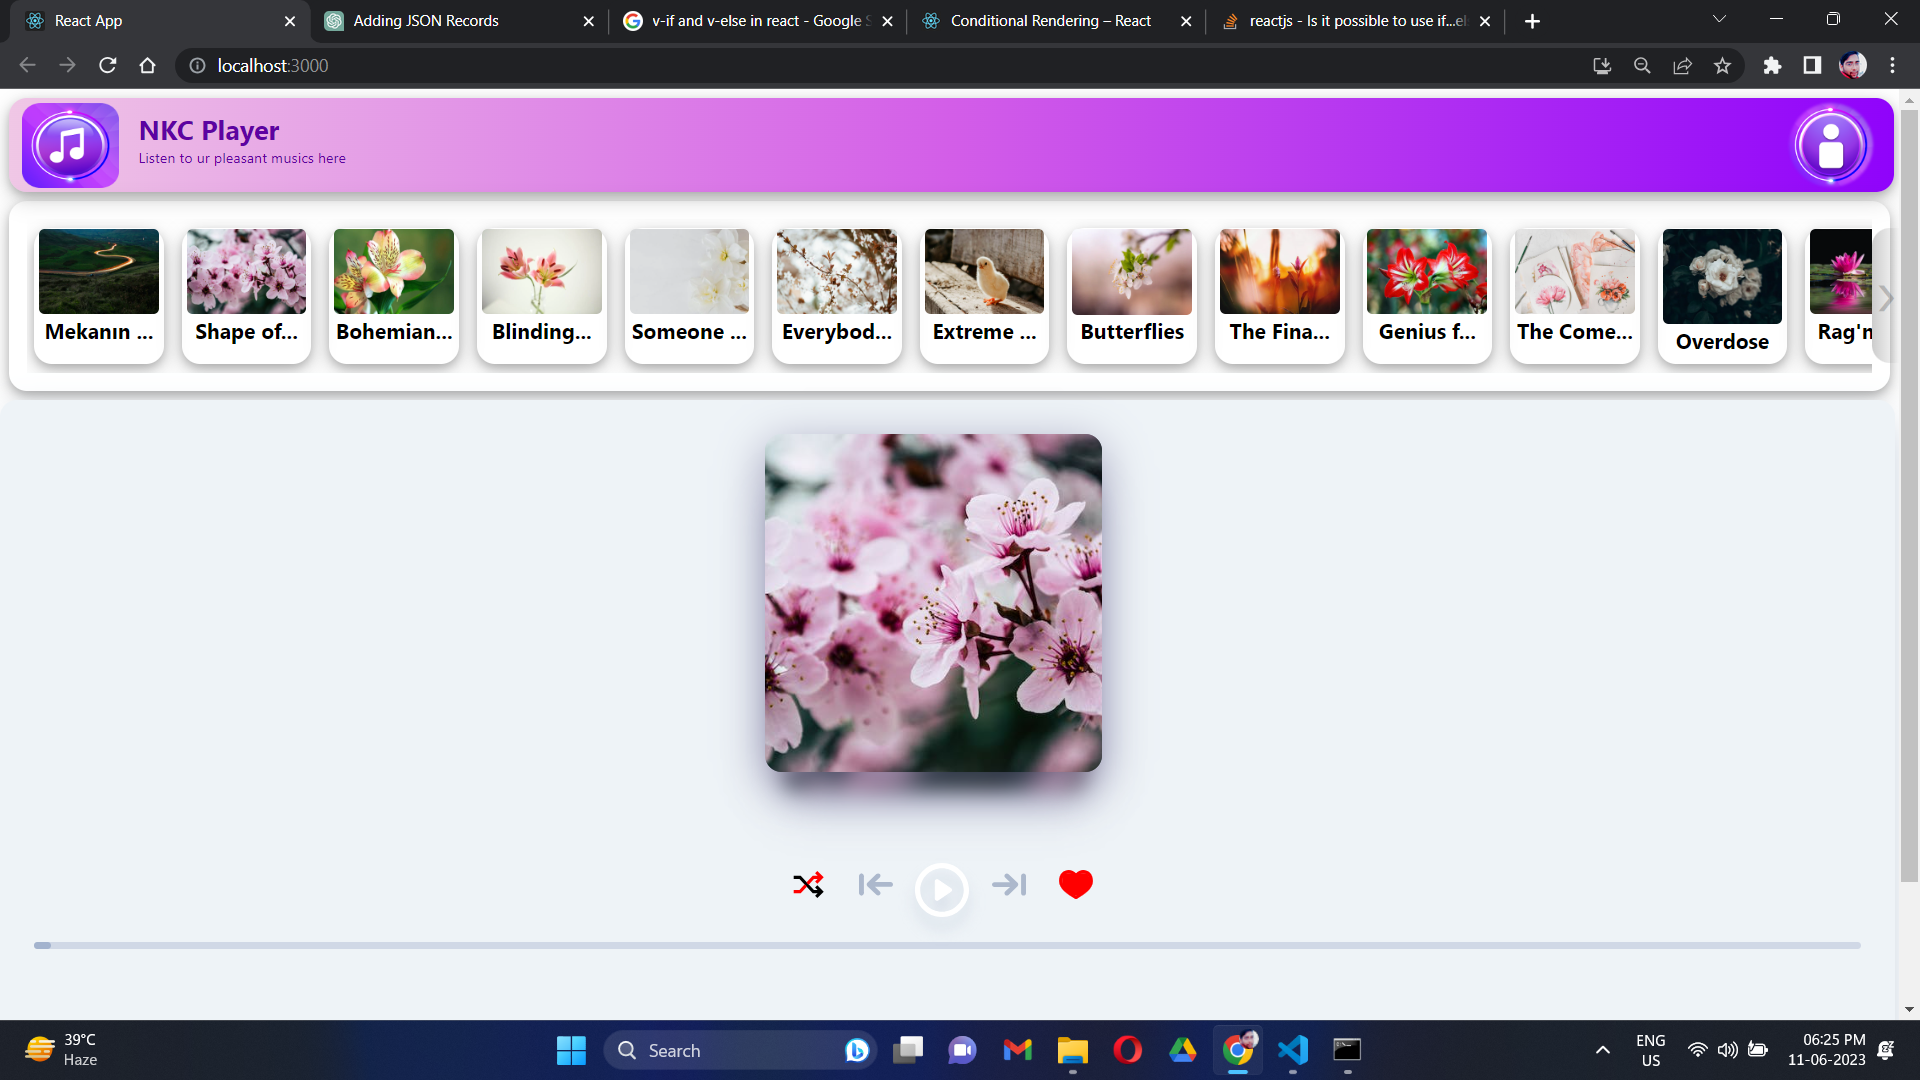 React App
Adding JSON Records
v-if and v-else in react - Google S
Conditional Rendering – React
reactjs - Is it possible to use if...el
localhost:3000
NKC Player
Listen to ur pleasant musics here
Mekanın ...
Shape of...
Bohemian...
Blinding...
Someone ...
Everybod...
Extreme ...
Butterflies
The Fina...
Genius f...
The Come...
Overdose
Rag'n
39°C
Haze
Search
ENG
US
06:25 PM
11-06-2023